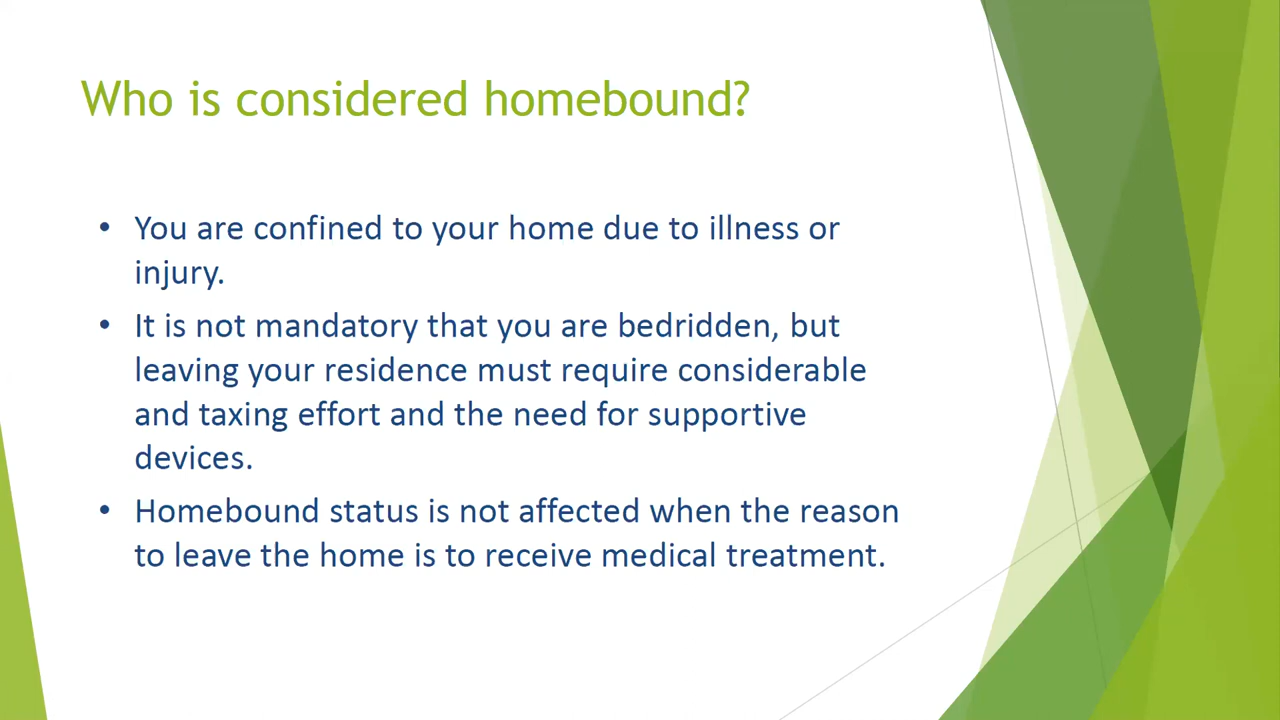 Who is considered homebound?
• You are confined to your home due to illness or
injury.
• It is not mandatory that you are bedridden, but
leaving your residence must require considerable
and taxing effort and the need for supportive
devices.
• Homebound status is not affected when the reason
to leave the home is to receive medical treatment.